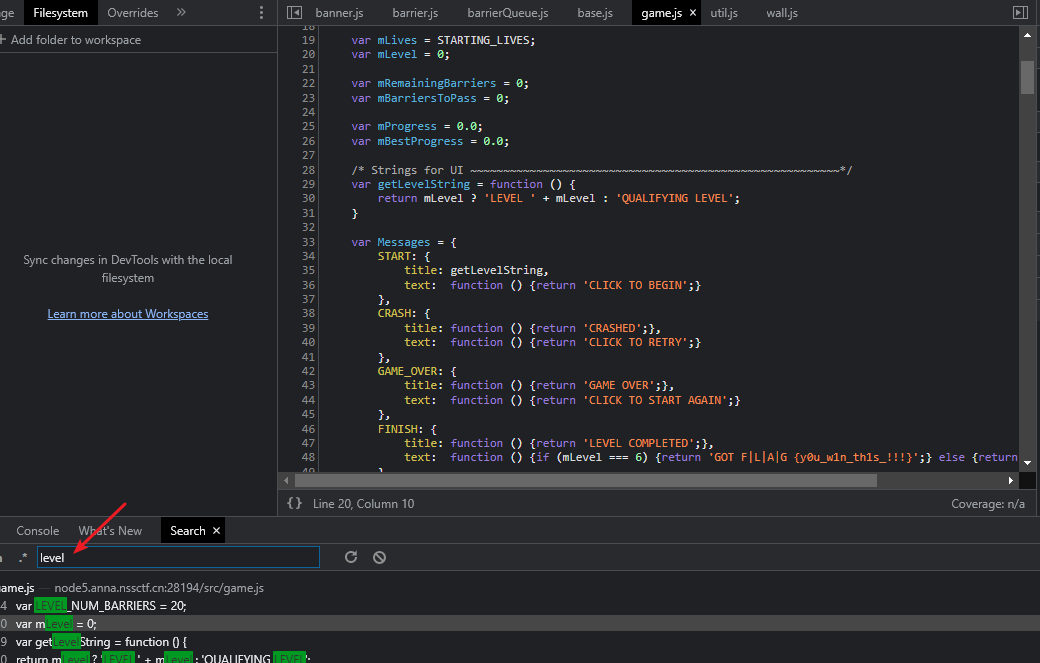 ge Filesystem Overrides »
banner.js barrier.js barrierQueue.js base.js game.js × util.js wall.js
+ Add folder to workspace
18
19 var mLives = STARTING_LIVES;
20 var mLevel = 0;
21
22 var mRemainingBarriers = 0;
23 var mBarriersToPass = 0;
24
25 var mProgress = 0.0;
26 var mBestProgress = 0.0;
27
28 /* Strings for UI ~~~~~~~~~~~~~~~~~~~~~~~~~~~~~~~~~~~~~~~~~~~~~~~~~~~~~~~~*/
29 var getLevelString = function () {
30 return mLevel ? 'LEVEL ' + mLevel : 'QUALIFYING LEVEL';
31 }
32
33 var Messages = {
34 START: {
35 title: getLevelString,
36 text: function () {return 'CLICK TO BEGIN';}
37 },
38 CRASH: {
39 title: function () {return 'CRASHED';},
40 text: function () {return 'CLICK TO RETRY';}
41 },
42 GAME_OVER: {
43 title: function () {return 'GAME OVER';},
44 text: function () {return 'CLICK TO START AGAIN';}
45 },
46 FINISH: {
47 title: function () {return 'LEVEL COMPLETED';},
48 text: function () {if (mLevel === 6) {return 'GOT F|L|A|G {y0u_w1n_th1s_!!!}';} else {return
49 }
Sync changes in DevTools with the local
filesystem
Learn more about Workspaces
{ } Line 20, Column 10 Coverage: n/a
Console What's New Search ×
.* level
game.js — node5.anna.nssctf.cn:28194/src/game.js
4 var LEVEL_NUM_BARRIERS = 20;
0 var mLevel = 0;
9 var getLevelString = function () {
0 return mLevel ? 'LEVEL ' + mLevel : 'QUALIFYING LEVEL';